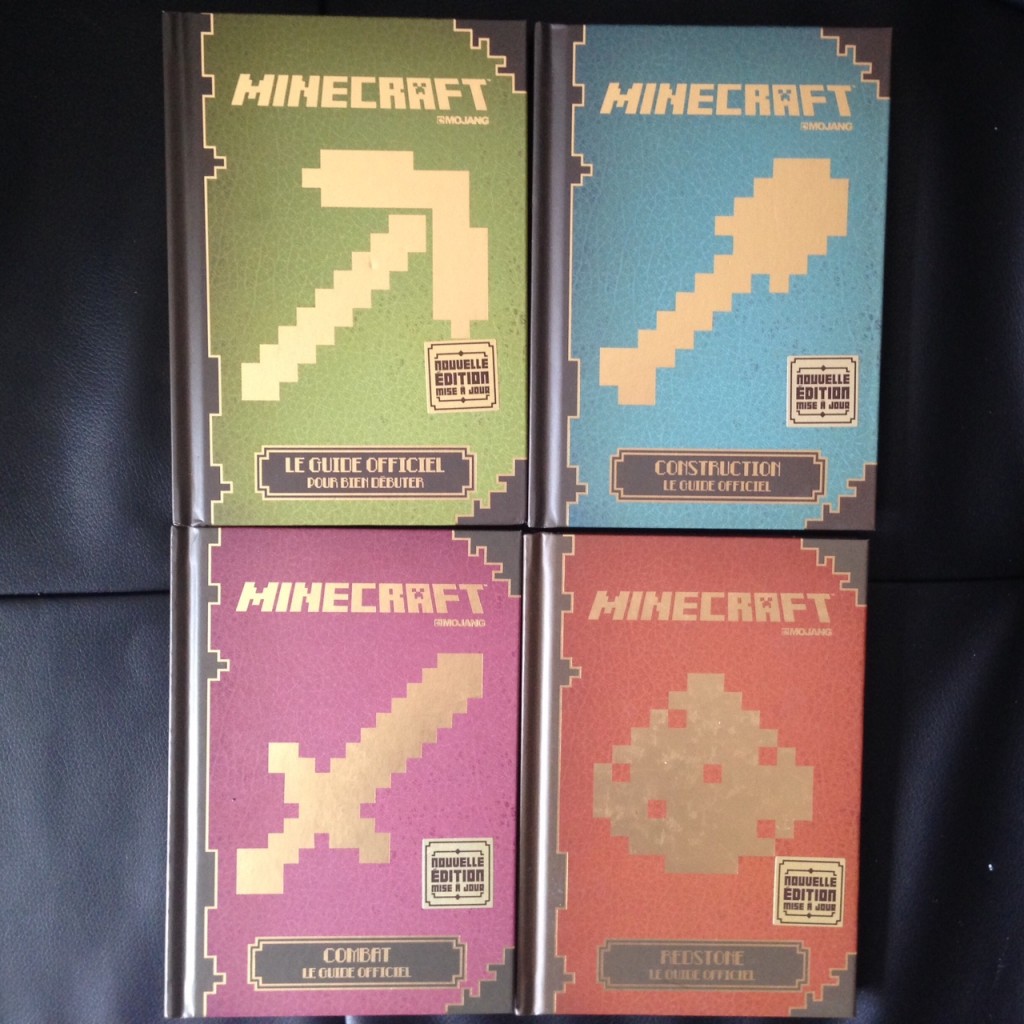 MINECRAFT
MOJANG
NOUVELLE
ÉDITION
MISE À JOUR
LE GUIDE OFFICIEL
POUR BIEN DÉBUTER
MINECRAFT
MOJANG
NOUVELLE
ÉDITION
MISE À JOUR
CONSTRUCTION
LE GUIDE OFFICIEL
MINECRAFT
MOJANG
NOUVELLE
ÉDITION
MISE À JOUR
COMBAT
LE GUIDE OFFICIEL
MINECRAFT
MOJANG
NOUVELLE
ÉDITION
MISE À JOUR
REDSTONE
LE GUIDE OFFICIEL